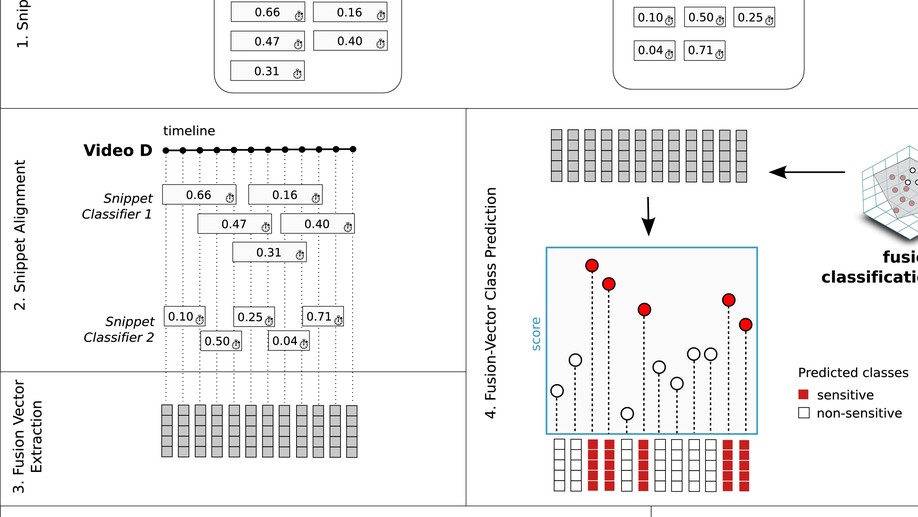 1. Snip
0.66 0.16
0.47 0.40
0.31
0.10 0.50 0.25
0.04 0.71
2. Snippet Alignment
timeline
Video D
Snippet
Classifier 1
0.66 0.16
0.47 0.40
0.31
Snippet
Classifier 2
0.10 0.25 0.71
0.50 0.04
3. Fusion Vector
Extraction
4. Fusion-Vector Class Prediction
score
fusi
classificati
Predicted classes
sensitive
non-sensitive